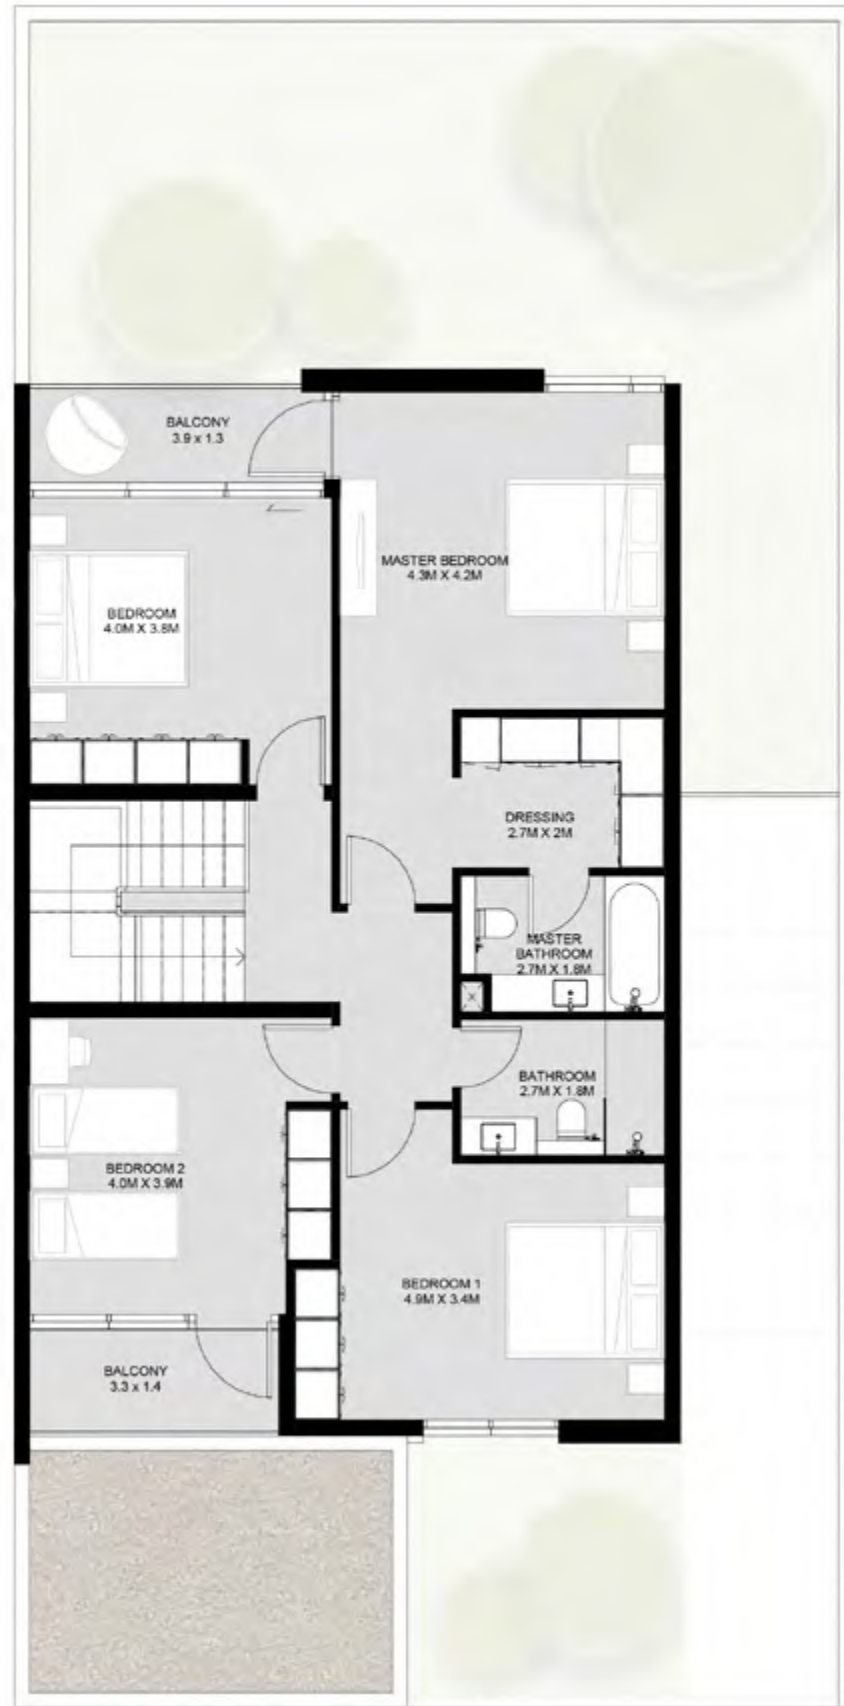 BALCONY
3.9 x 1.3
MASTER BEDROOM
4.3M X 4.2M
BEDROOM
4.0M X 3.8M
DRESSING
2.7M X 2M
MASTER
BATHROOM
2.7M X 1.8M
BATHROOM
2.7M X 1.8M
BEDROOM 2
4.0M X 3.9M
BEDROOM 1
4.9M X 3.4M
BALCONY
3.3 x 1.4